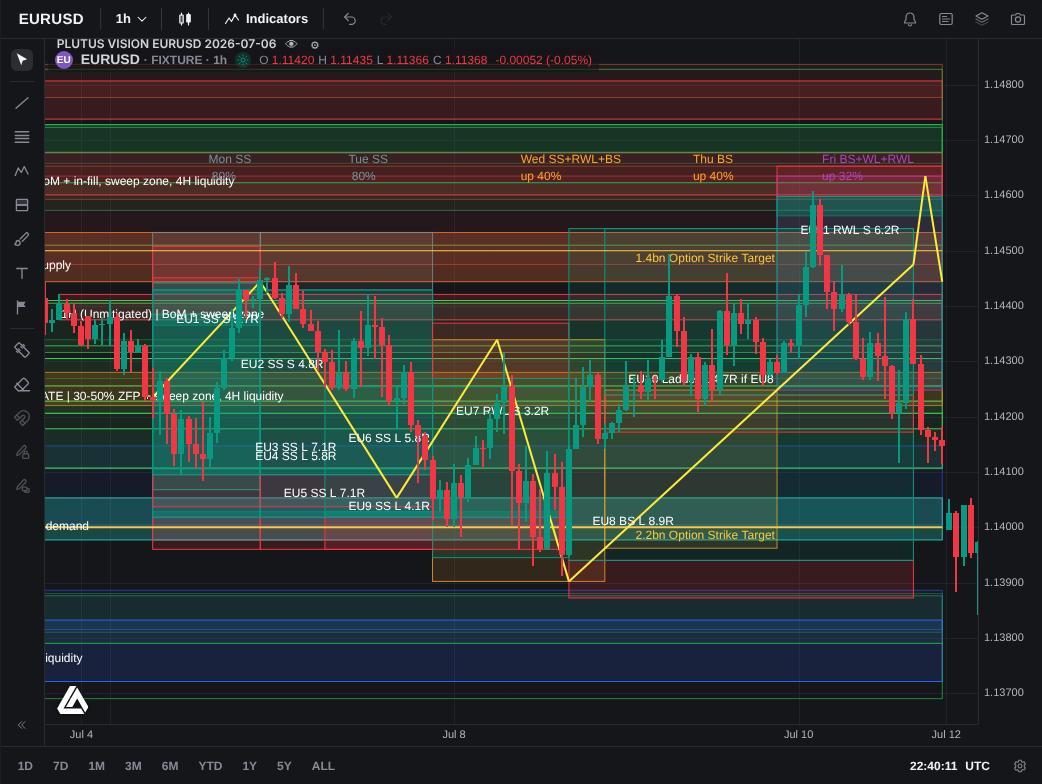 EURUSD 1h Indicators
PLUTUS VISION EURUSD 2026-07-06
EU EURUSD · FIXTURE · 1h O 1.11420 H 1.11435 L 1.11366 C 1.11368 -0.00052 (-0.05%)
1.14800
1.14700
Mon SS Tue SS Wed SS+RWL+BS Thu BS Fri BS+WL+RWL
80% 80% up 40% up 40% up 32%
oM + in-fill, sweep zone, 4H liquidity
1.14600
RWL S 6.2R
1.14500
1.4bn Option Strike Target
upply
1.14400
(Unmitigated) | BoM + sweep zone
EU1 SS S
1.14300
EU2 SS S 4.8R
if EU8
ATE | 30-50% ZFP sweep zone, 4H liquidity
1.14200
EU7 RWL S 3.2R
EU6 SS L 5.8R
EU3 SS L 7.1R
EU4 SS L 5.8R
1.14100
EU5 SS L 7.1R
EU9 SS L 4.1R
EU8 BS L 8.9R
demand
1.14000
2.2bn Option Strike Target
1.13900
1.13800
iquidity
1.13700
Jul 4 Jul 8 Jul 10 Jul 12
1D 7D 1M 3M 6M YTD 1Y 5Y ALL 22:40:11 UTC